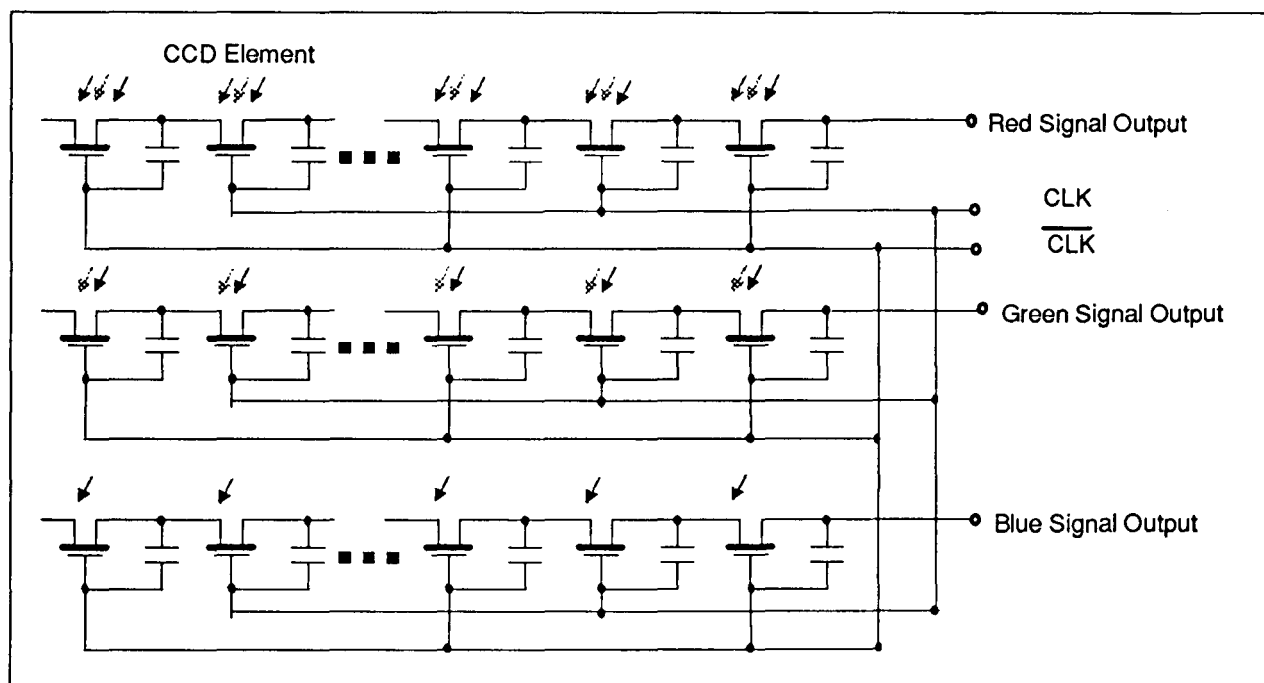 CCD Element
Red Signal Output
CLK
CLK
Green Signal Output
Blue Signal Output